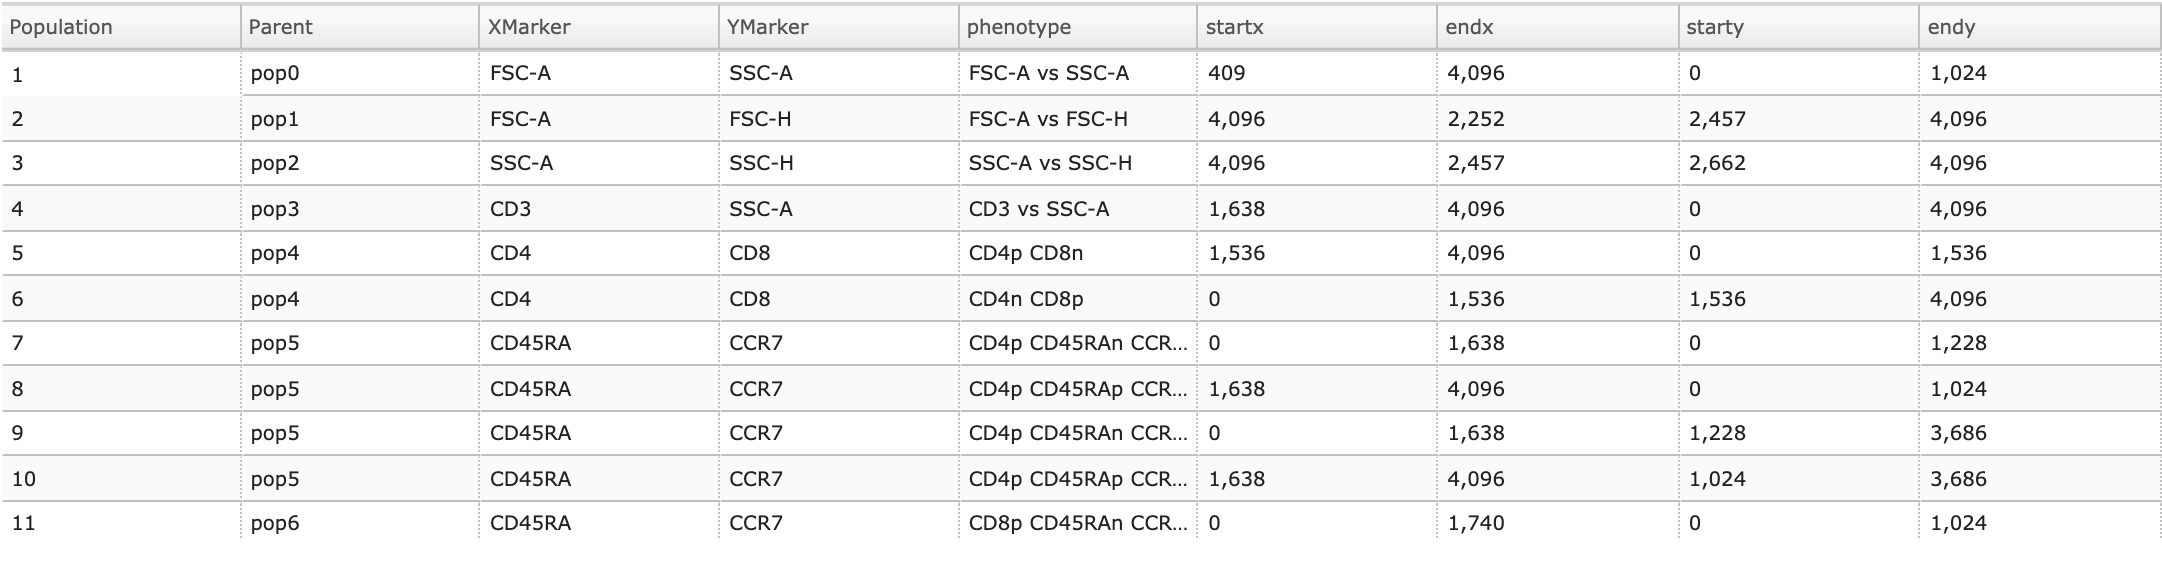 Population Parent XMarker YMarker phenotype startx endx starty endy
1 pop0 FSC-A SSC-A FSC-A vs SSC-A 409 4,096 0 1,024
2 pop1 FSC-A FSC-H FSC-A vs FSC-H 4,096 2,252 2,457 4,096
3 pop2 SSC-A SSC-H SSC-A vs SSC-H 4,096 2,457 2,662 4,096
4 pop3 CD3 SSC-A CD3 vs SSC-A 1,638 4,096 0 4,096
5 pop4 CD4 CD8 CD4p CD8n 1,536 4,096 0 1,536
6 pop4 CD4 CD8 CD4n CD8p 0 1,536 1,536 4,096
7 pop5 CD45RA CCR7 CD4p CD45RAn CCR... 0 1,638 0 1,228
8 pop5 CD45RA CCR7 CD4p CD45RAp CCR... 1,638 4,096 0 1,024
9 pop5 CD45RA CCR7 CD4p CD45RAn CCR... 0 1,638 1,228 3,686
10 pop5 CD45RA CCR7 CD4p CD45RAp CCR... 1,638 4,096 1,024 3,686
11 pop6 CD45RA CCR7 CD8p CD45RAn CCR... 0 1,740 0 1,024